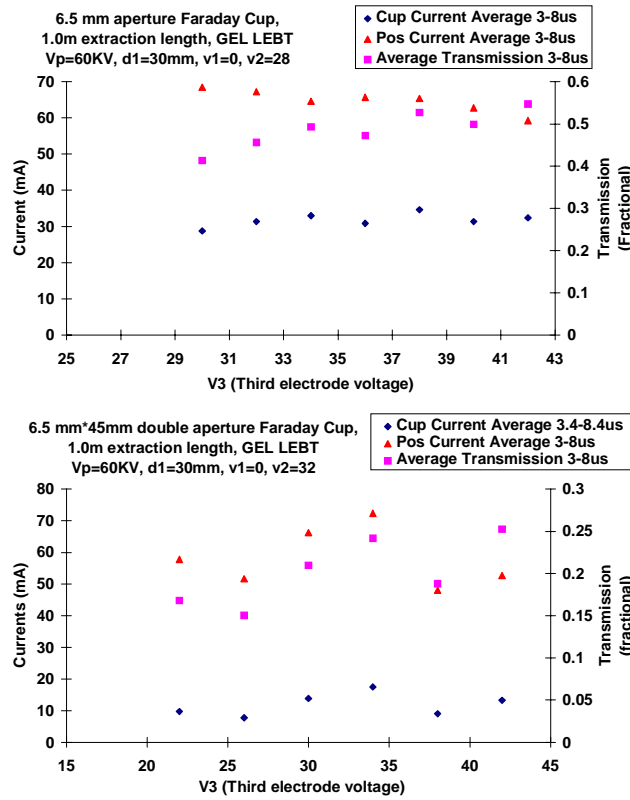 6.5 mm aperture Faraday Cup,
1.0m extraction length, GEL LEBT
Vp=60KV, d1=30mm, v1=0, v2=28
Cup Current Average 3-8us
Pos Current Average 3-8us
Average Transmission 3-8us
70
60
50
40
30
20
10
0
Current (mA)
0.6
0.5
0.4
0.3
0.2
0.1
0
Transmission
(Fractional)
25 27 29 31 33 35 37 39 41 43
V3 (Third electrode voltage)
6.5 mm*45mm double aperture Faraday Cup,
1.0m extraction length, GEL LEBT
Vp=60KV, d1=30mm, v1=0, v2=32
Cup Current Average 3.4-8.4us
Pos Current Average 3-8us
Average Transmission 3-8us
80
70
60
50
40
30
20
10
0
Currents (mA)
0.3
0.25
0.2
0.15
0.1
0.05
0
Transmission
(fractional)
15 20 25 30 35 40 45
V3 (Third electrode voltage)